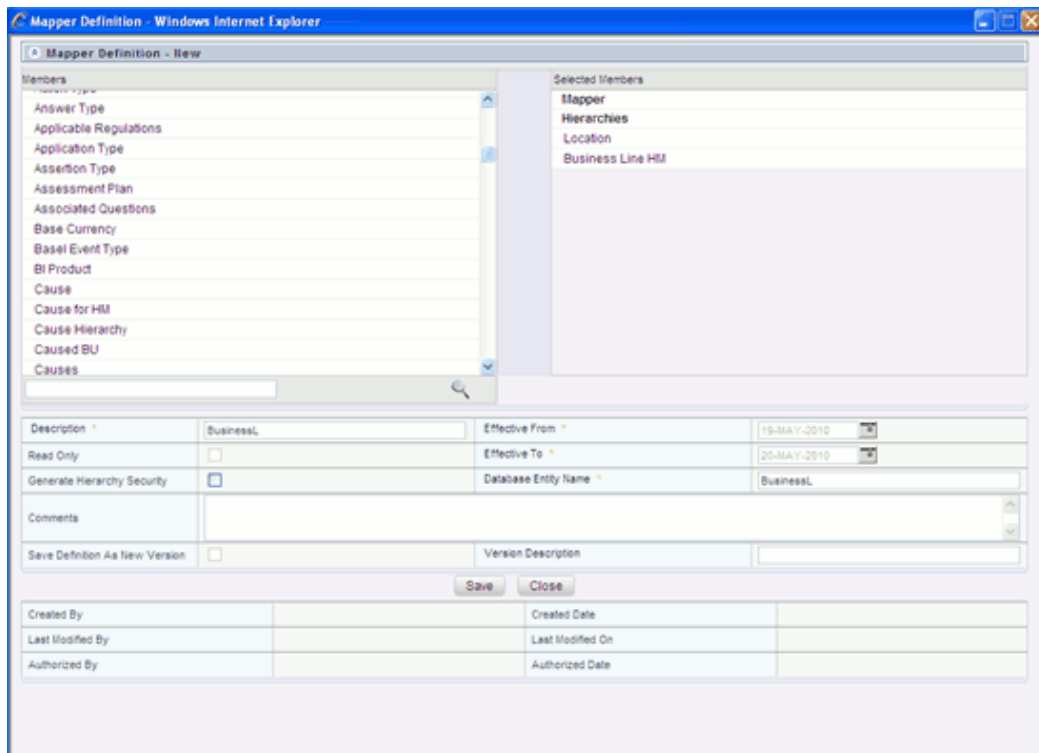 Mapper Definition - Windows Internet Explorer
Mapper Definition - New
Members
Answer Type
Applicable Regulations
Application Type
Assertion Type
Assessment Plan
Associated Questions
Base Currency
Basel Event Type
BI Product
Cause
Cause for HM
Cause Hierarchy
Caused BU
Causes
Selected Members
Mapper
Hierarchies
Location
Business Line HM
Description * BusinessL Effective From * 19-MAY-2010
Read Only Effective To * 20-MAY-2010
Generate Hierarchy Security Database Entity Name * BusinessL
Comments
Save Definition As New Version Version Description
Save Close
Created By Created Date
Last Modified By Last Modified On
Authorized By Authorized Date